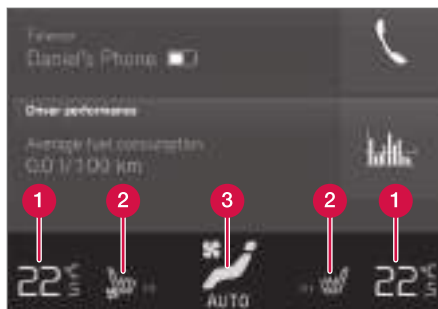 Telefon
Daniel's Phone
Driver performance
Average fuel consumption
0.0 l/100 km
1 2 3 2 1
22°C
22°C
AUTO